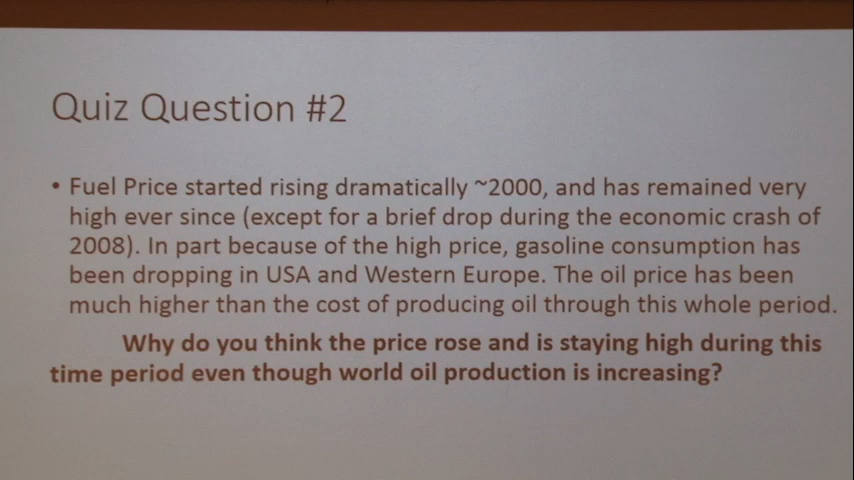 Quiz Question #2
• Fuel Price started rising dramatically ~2000, and has remained very
high ever since (except for a brief drop during the economic crash of
2008). In part because of the high price, gasoline consumption has
been dropping in USA and Western Europe. The oil price has been
much higher than the cost of producing oil through this whole period.
Why do you think the price rose and is staying high during this
time period even though world oil production is increasing?